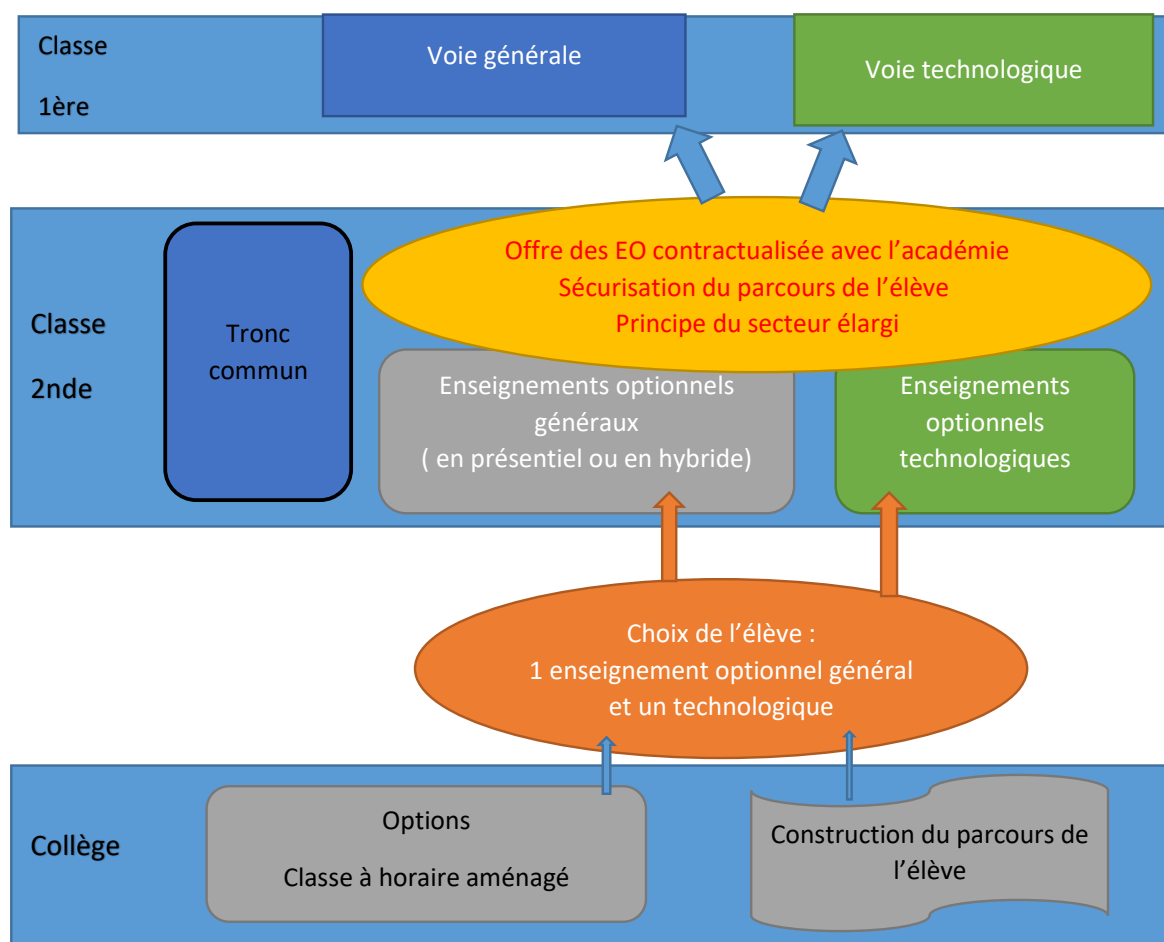 Classe
1ère
Voie générale
Voie technologique
Classe
2nde
Tronc
commun
Offre des EO contractualisée avec l’académie
Sécurisation du parcours de l’élève
Principe du secteur élargi
Enseignements optionnels
généraux
( en présentiel ou en hybride)
Enseignements
optionnels
technologiques
Choix de l’élève :
1 enseignement optionnel général
et un technologique
Collège
Options
Classe à horaire aménagé
Construction du parcours de
l’élève